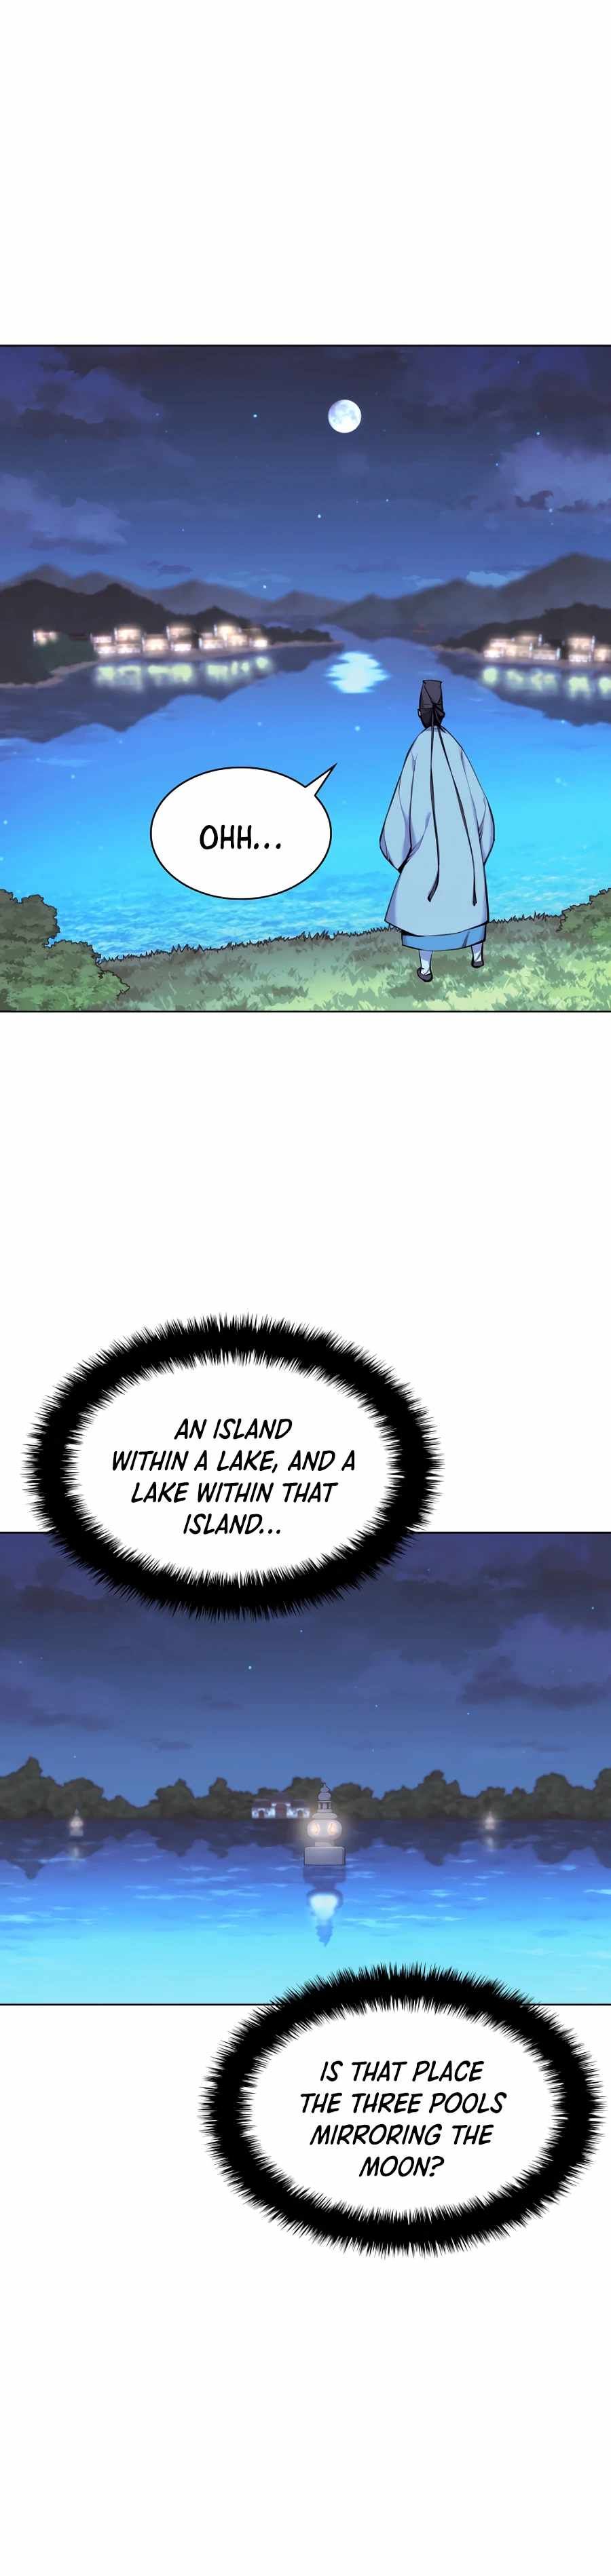 OHH...
AN ISLAND
WITHIN A LAKE, AND A
LAKE WITHIN THAT
ISLAND...
IS THAT PLACE
THE THREE POOLS
MIRRORING THE
MOON?